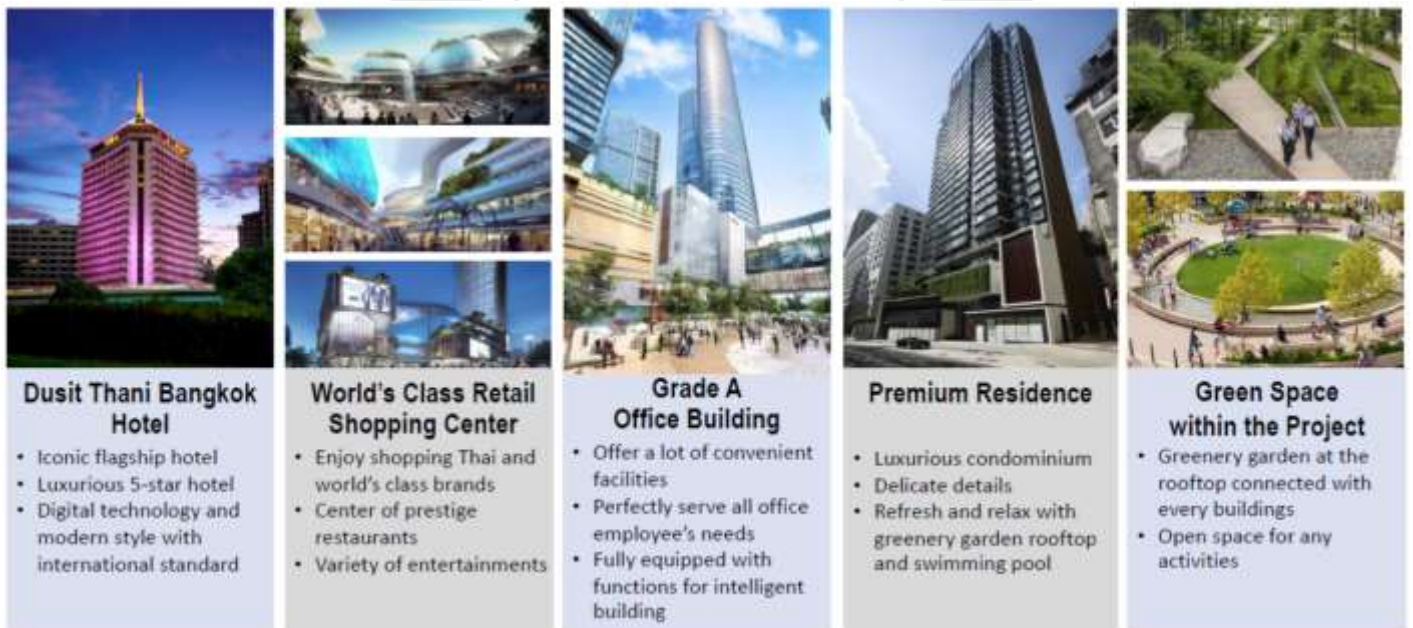 Dusit Thani Bangkok
Hotel
• Iconic flagship hotel
• Luxurious 5-star hotel
• Digital technology and
modern style with
international standard
World's Class Retail
Shopping Center
• Enjoy shopping Thai and
world's class brands
• Center of prestige
restaurants
• Variety of entertainments
Grade A
Office Building
• Offer a lot of convenient
facilities
• Perfectly serve all office
employee's needs
• Fully equipped with
functions for intelligent
building
Premium Residence
• Luxurious condominium
• Delicate details
• Refresh and relax with
greenery garden rooftop
and swimming pool
Green Space
within the Project
• Greenery garden at the
rooftop connected with
every buildings
• Open space for any
activities